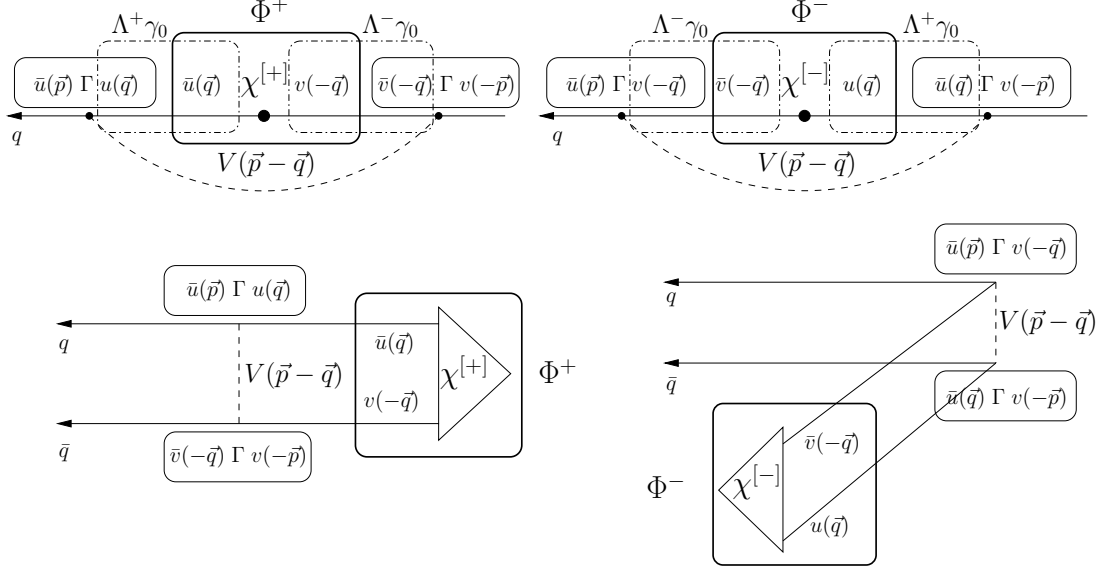 Φ⁺
Λ⁺γ₀ Λ⁻γ₀
ū(p⃗) Γ u(q⃗) ū(q⃗) χ^[+] v(−q⃗) v̄(−q⃗) Γ v(−p⃗)
q
V(p⃗ − q⃗)
Φ⁻
Λ⁻γ₀ Λ⁺γ₀
ū(p⃗) Γ v(−q⃗) v̄(−q⃗) χ^[−] u(q⃗) ū(q⃗) Γ v(−p⃗)
q
V(p⃗ − q⃗)
ū(p⃗) Γ u(q⃗)
q
ū(q⃗)
V(p⃗ − q⃗) χ^[+] Φ⁺
v(−q⃗)
q̄
v̄(−q⃗) Γ v(−p⃗)
ū(p⃗) Γ v(−q⃗)
q
V(p⃗ − q⃗)
q̄
ū(q⃗) Γ v(−p⃗)
v̄(−q⃗)
Φ⁻ χ^[−]
u(q⃗)